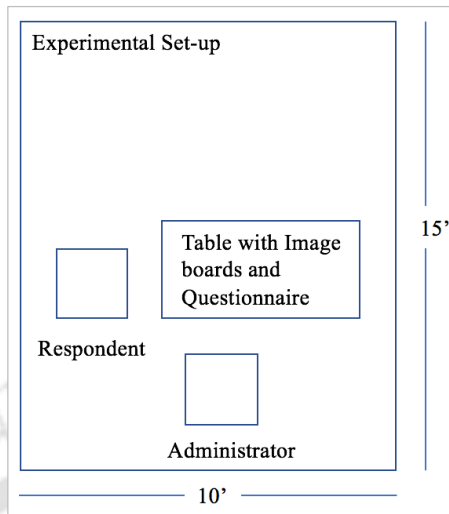 Experimental Set-up
15’
Table with Image
boards and
Questionnaire
Respondent
Administrator
10’